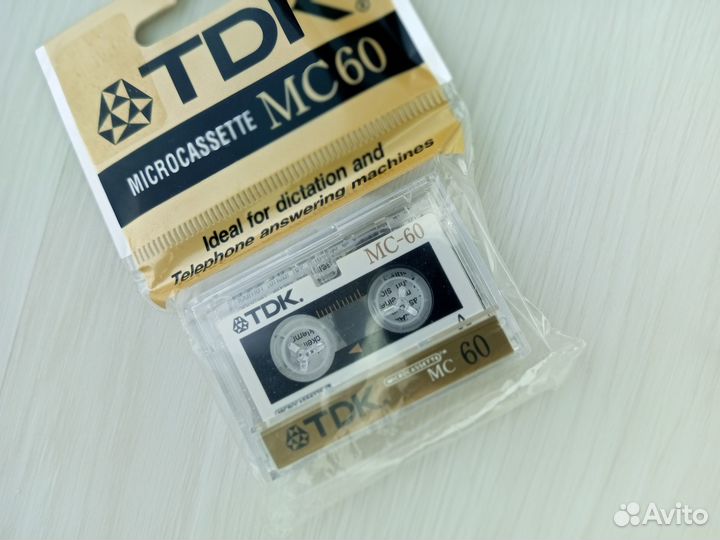 TDK®
MICROCASSETTE MC60
Ideal for dictation and
Telephone answering machines
MC-60
TDK
A
MICROCASSETTE
MC 60
TDK
Avito